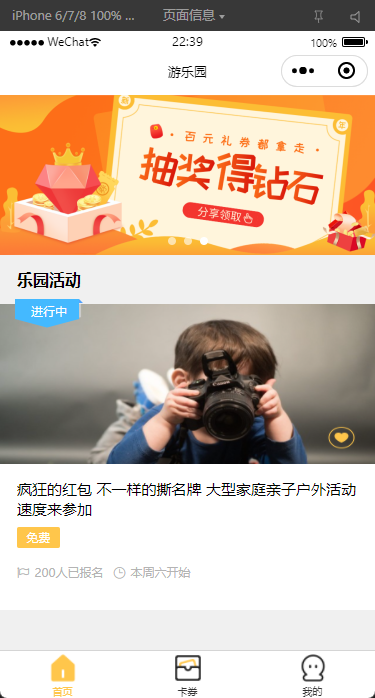 iPhone 6/7/8 100% ... 页面信息
WeChat 22:39 100%
游乐园
百元礼券都拿走
抽奖得钻石
分享领取
乐园活动
进行中
疯狂的红包 不一样的撕名牌 大型家庭亲子户外活动
速度来参加
免费
200人已报名 本周六开始
首页 卡券 我的